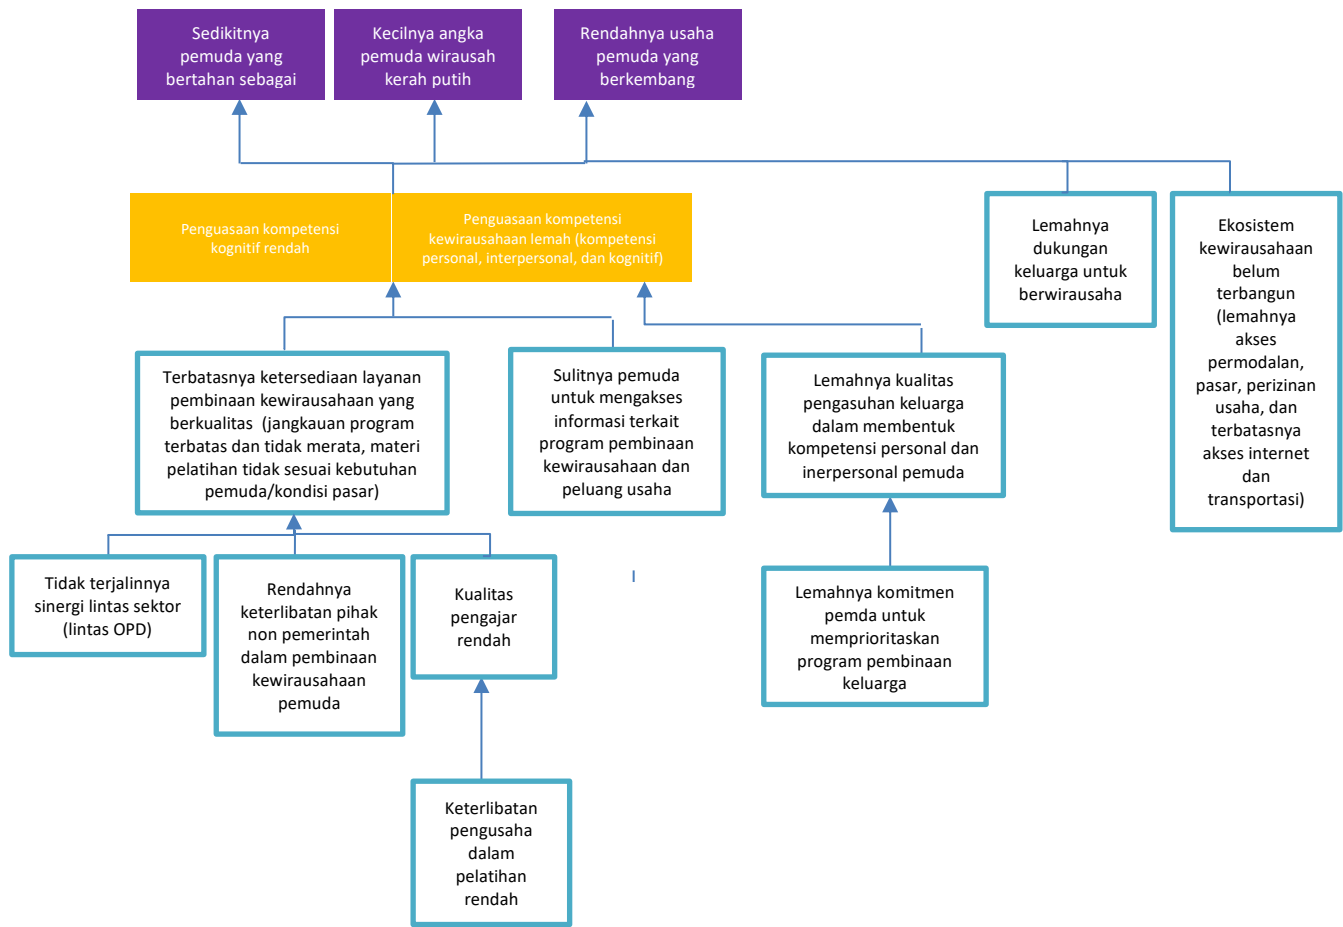 Sedikitnya
pemuda yang
bertahan sebagai
Kecilnya angka
pemuda wirausah
kerah putih
Rendahnya usaha
pemuda yang
berkembang
Penguasaan kompetensi
kognitif rendah
Penguasaan kompetensi
kewirausahaan lemah (kompetensi
personal, interpersonal, dan kognitif)
Lemahnya
dukungan
keluarga untuk
berwirausaha
Ekosistem
kewirausahaan
belum
terbangun
(lemahnya
akses
permodalan,
pasar, perizinan
usaha, dan
terbatasnya
akses internet
dan
transportasi)
Terbatasnya ketersediaan layanan
pembinaan kewirausahaan yang
berkualitas (jangkauan program
terbatas dan tidak merata, materi
pelatihan tidak sesuai kebutuhan
pemuda/kondisi pasar)
Sulitnya pemuda
untuk mengakses
informasi terkait
program pembinaan
kewirausahaan dan
peluang usaha
Lemahnya kualitas
pengasuhan keluarga
dalam membentuk
kompetensi personal dan
inerpersonal pemuda
Tidak terjalinnya
sinergi lintas sektor
(lintas OPD)
Rendahnya
keterlibatan pihak
non pemerintah
dalam pembinaan
kewirausahaan
pemuda
Kualitas
pengajar
rendah
Lemahnya komitmen
pemda untuk
memprioritaskan
program pembinaan
keluarga
Keterlibatan
pengusaha
dalam
pelatihan
rendah